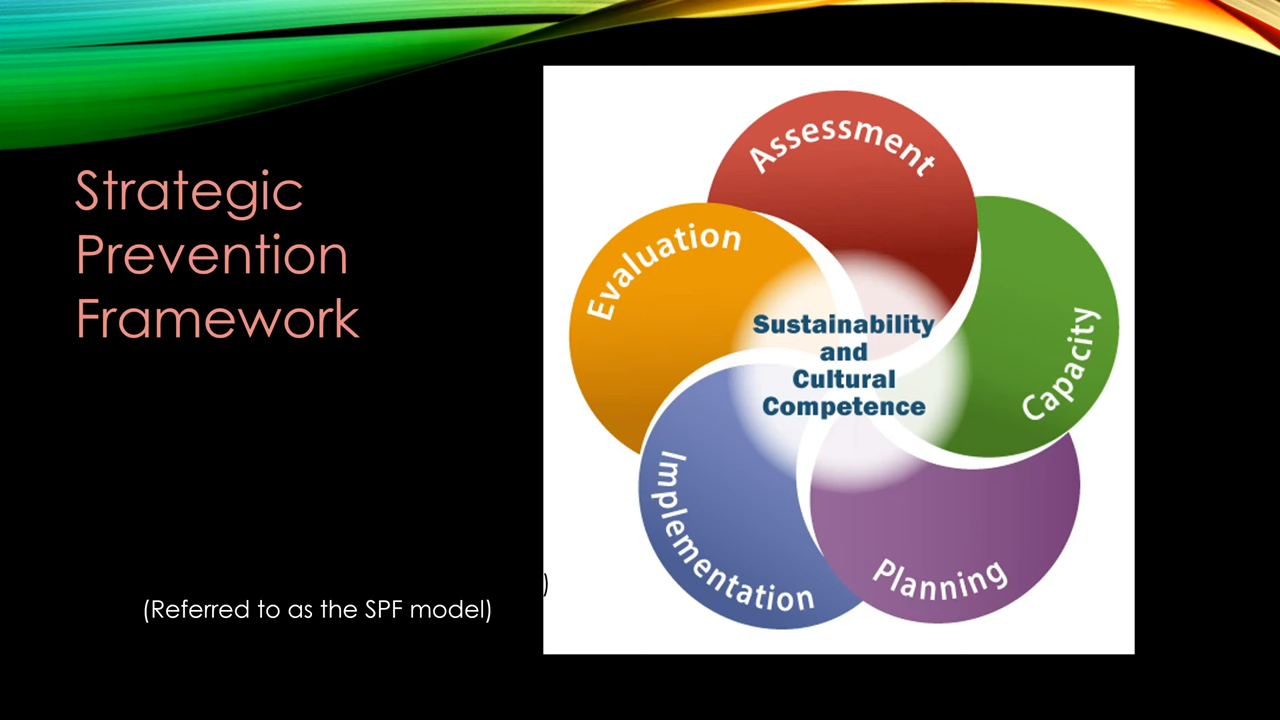 Strategic
Prevention
Framework
(Referred to as the SPF model)
)
Assessment
Capacity
Planning
Implementation
Evaluation
Sustainability
and
Cultural
Competence